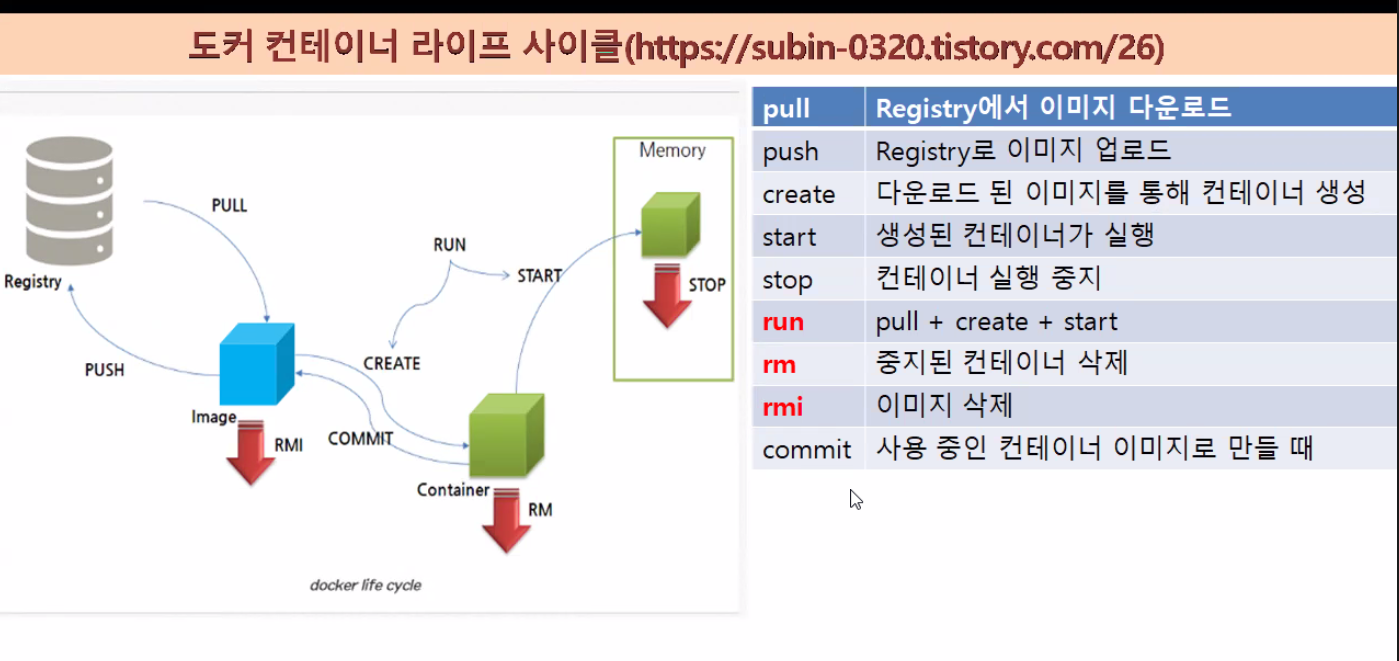 도커 컨테이너 라이프 사이클(https://subin-0320.tistory.com/26)
Registry
PULL
PUSH
Image
RMI
RUN
START
CREATE
COMMIT
Container
RM
Memory
STOP
docker life cycle
pull Registry에서 이미지 다운로드
push Registry로 이미지 업로드
create 다운로드 된 이미지를 통해 컨테이너 생성
start 생성된 컨테이너가 실행
stop 컨테이너 실행 중지
run pull + create + start
rm 중지된 컨테이너 삭제
rmi 이미지 삭제
commit 사용 중인 컨테이너 이미지로 만들 때